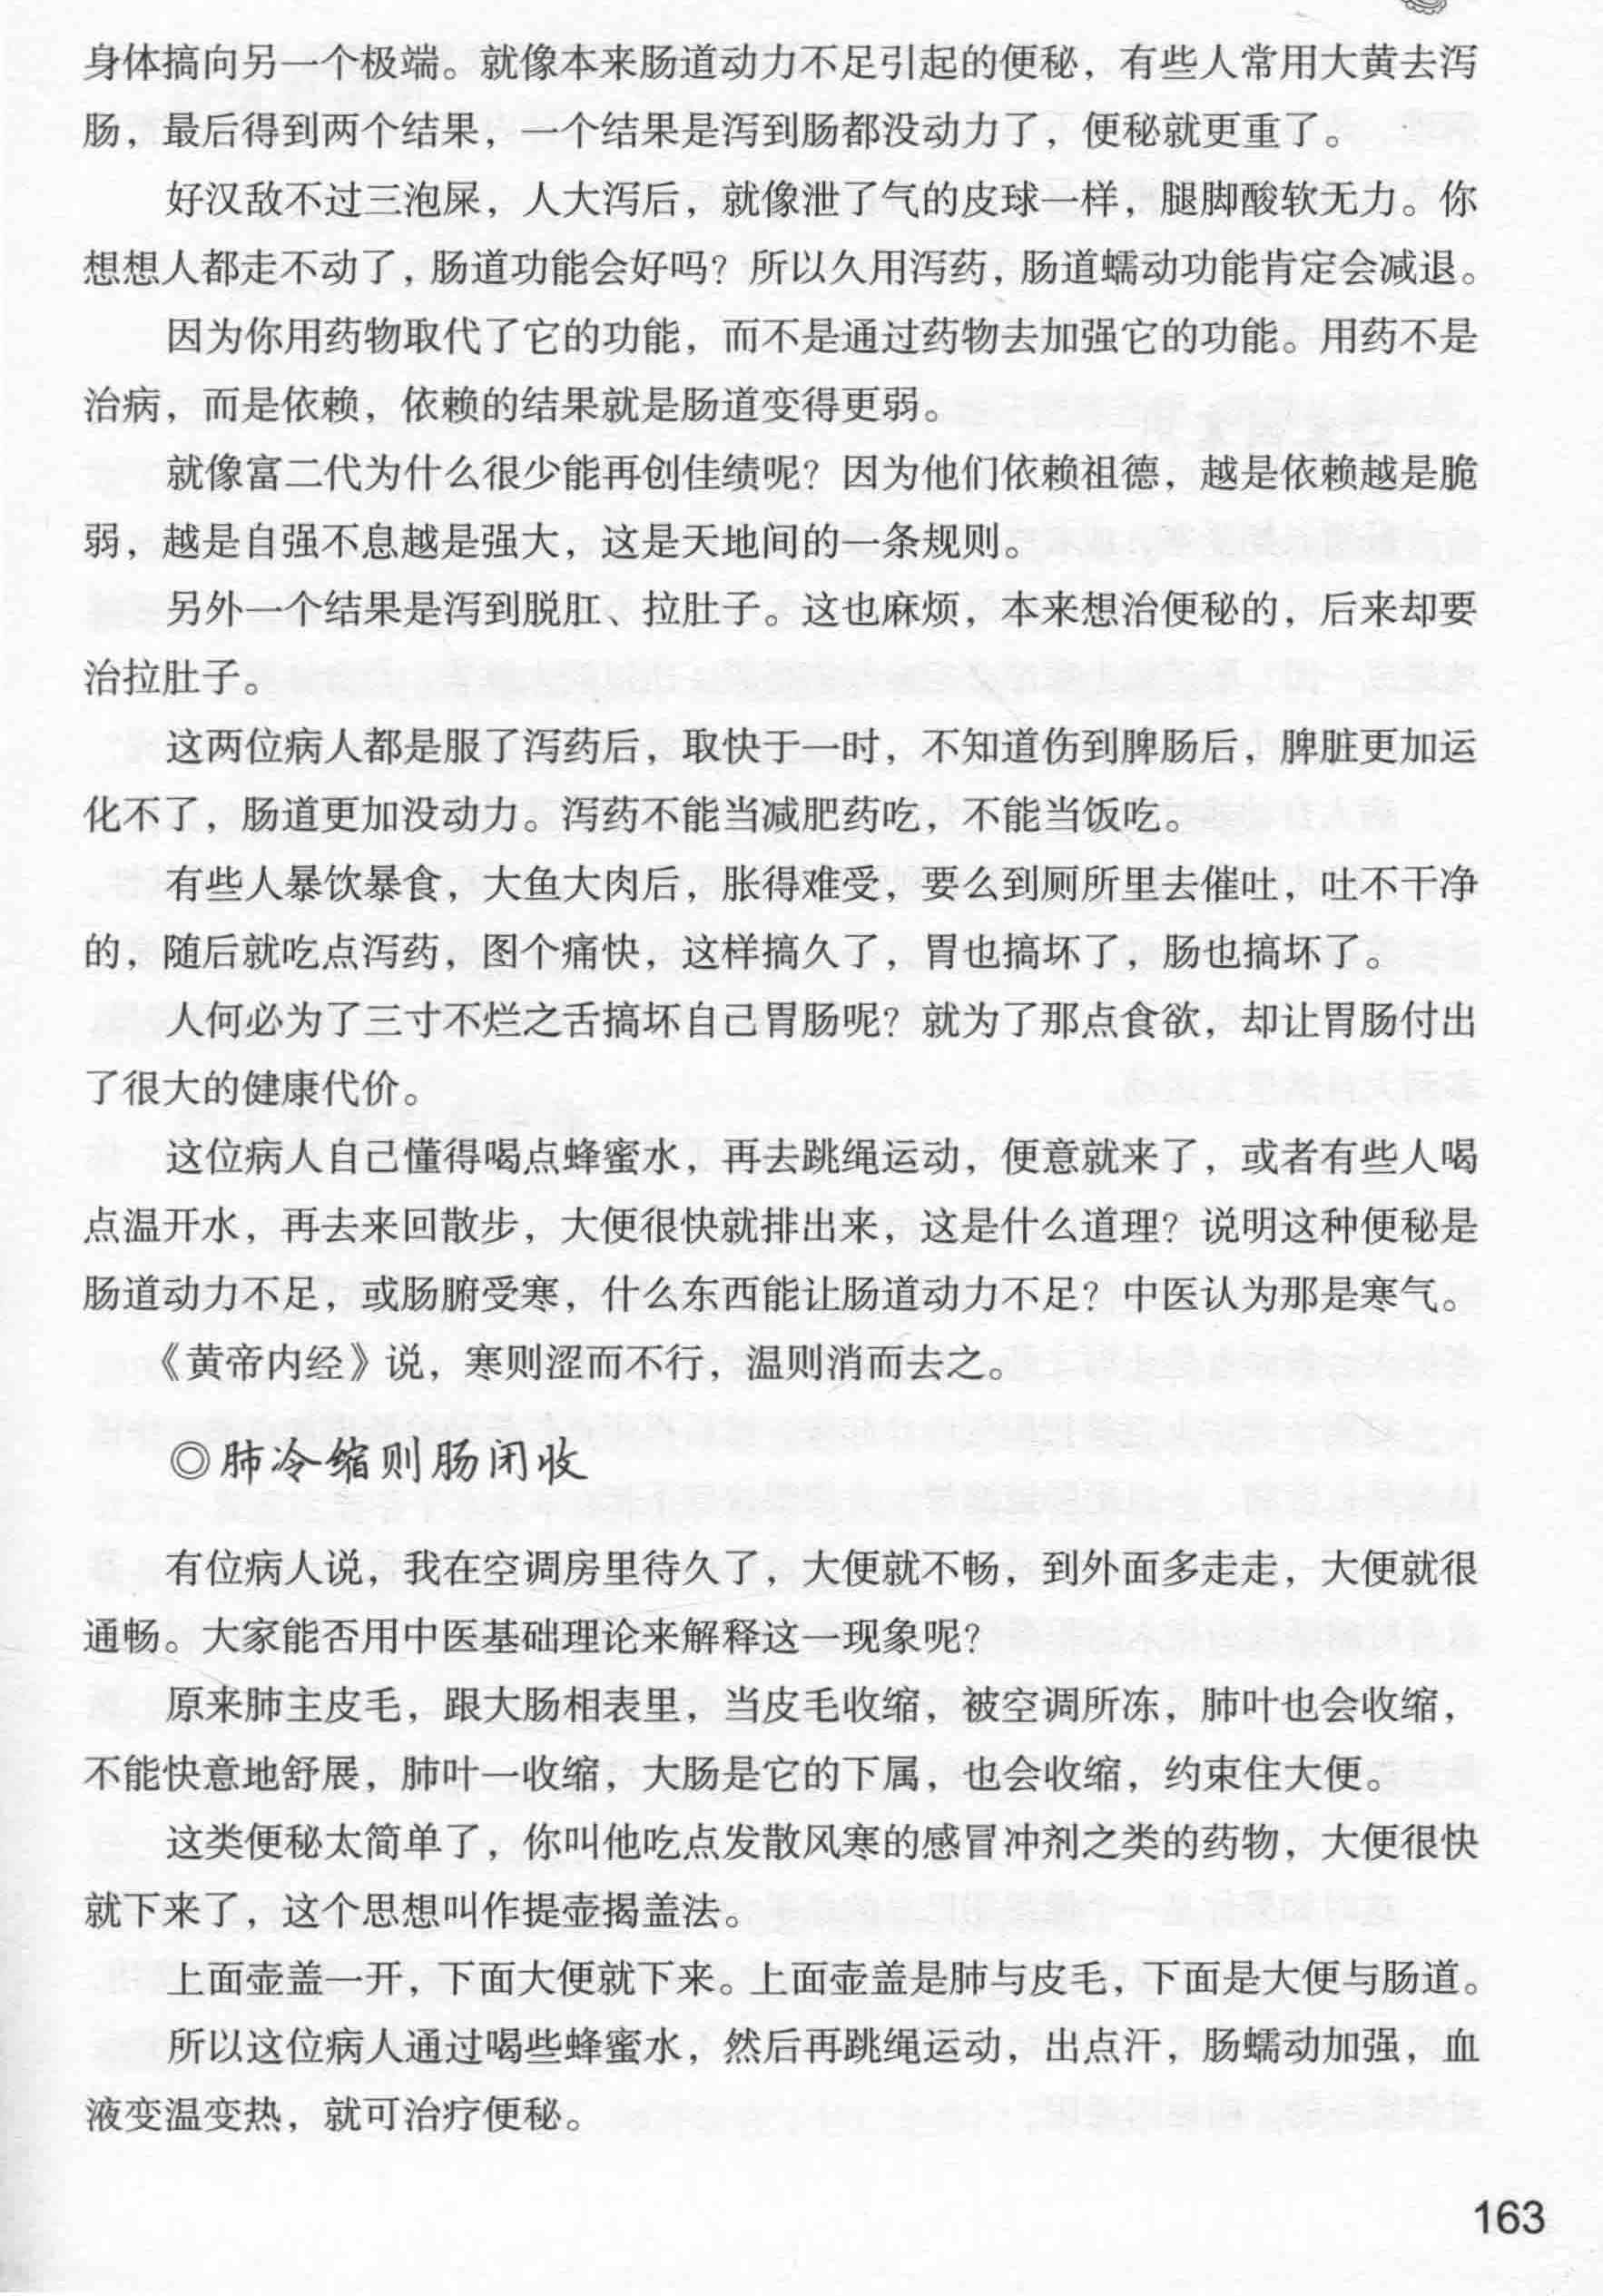 身体搞向另一个极端。就像本来肠道动力不足引起的便秘，有些人常用大黄去泻
肠，最后得到两个结果，一个结果是泻到肠都没动力了，便秘就更重了。
好汉敌不过三泡屎，人大泻后，就像泄了气的皮球一样，腿脚酸软无力。你
想想人都走不动了，肠道功能会好吗？所以久用泻药，肠道蠕动功能肯定会减退。
因为你用药物取代了它的功能，而不是通过药物去加强它的功能。用药不是
治病，而是依赖，依赖的结果就是肠道变得更弱。
就像富二代为什么很少能再创佳绩呢？因为他们依赖祖德，越是依赖越是脆
弱，越是自强不息越是强大，这是天地间的一条规则。
另外一个结果是泻到脱肛、拉肚子。这也麻烦，本来想治便秘的，后来却要
治拉肚子。
这两位病人都是服了泻药后，取快于一时，不知道伤到脾肠后，脾脏更加运
化不了，肠道更加没动力。泻药不能当减肥药吃，不能当饭吃。
有些人暴饮暴食，大鱼大肉后，胀得难受，要么到厕所里去催吐，吐不干净
的，随后就吃点泻药，图个痛快，这样搞久了，胃也搞坏了，肠也搞坏了。
人何必为了三寸不烂之舌搞坏自己胃肠呢？就为了那点食欲，却让胃肠付出
了很大的健康代价。
这位病人自己懂得喝点蜂蜜水，再去跳绳运动，便意就来了，或者有些人喝
点温开水，再去来回散步，大便很快就排出来，这是什么道理？说明这种便秘是
肠道动力不足，或肠腑受寒，什么东西能让肠道动力不足？中医认为那是寒气。
《黄帝内经》说，寒则涩而不行，温则消而去之。
◎肺冷缩则肠闭收
有位病人说，我在空调房里待久了，大便就不畅，到外面多走走，大便就很
通畅。大家能否用中医基础理论来解释这一现象呢？
原来肺主皮毛，跟大肠相表里，当皮毛收缩，被空调所冻，肺叶也会收缩，
不能快意地舒展，肺叶一收缩，大肠是它的下属，也会收缩，约束住大便。
这类便秘太简单了，你叫他吃点发散风寒的感冒冲剂之类的药物，大便很快
就下来了，这个思想叫作提壶揭盖法。
上面壶盖一开，下面大便就下来。上面壶盖是肺与皮毛，下面是大便与肠道。
所以这位病人通过喝些蜂蜜水，然后再跳绳运动，出点汗，肠蠕动加强，血
液变温变热，就可治疗便秘。
163